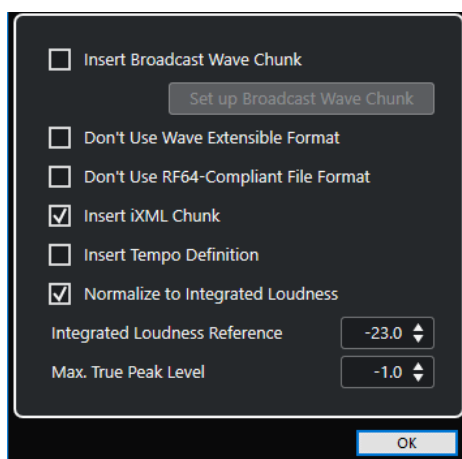 Insert Broadcast Wave Chunk
Set up Broadcast Wave Chunk
Don't Use Wave Extensible Format
Don't Use RF64-Compliant File Format
Insert iXML Chunk
Insert Tempo Definition
Normalize to Integrated Loudness
Integrated Loudness Reference -23.0
Max. True Peak Level -1.0
OK